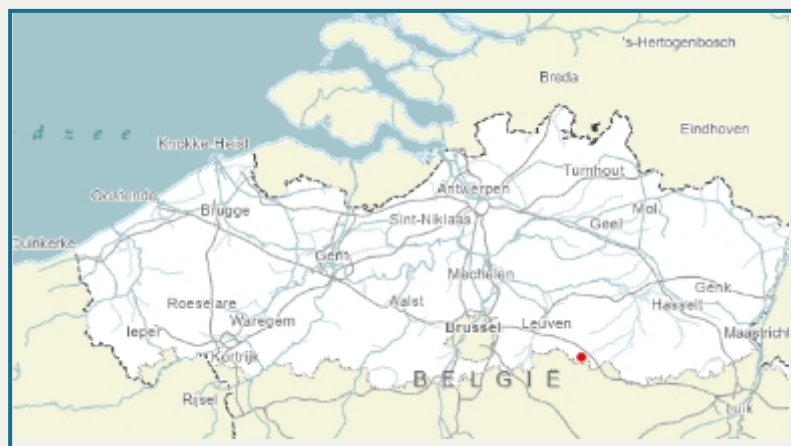 's-Hertogenbosch
Breda
d z e e
Eindhoven
Knokke-Heist
Turnhout
Antwerpen
Oostende
Mol
Brugge
Sint-Niklaas
Geel
Duinkerke
Gent
Mechelen
Genk
Roeselare
Aalst
Hasselt
Waregem
Brussel
Leuven
Ieper
Maastricht
Kortrijk
BELGIË
Rijsel
Luik